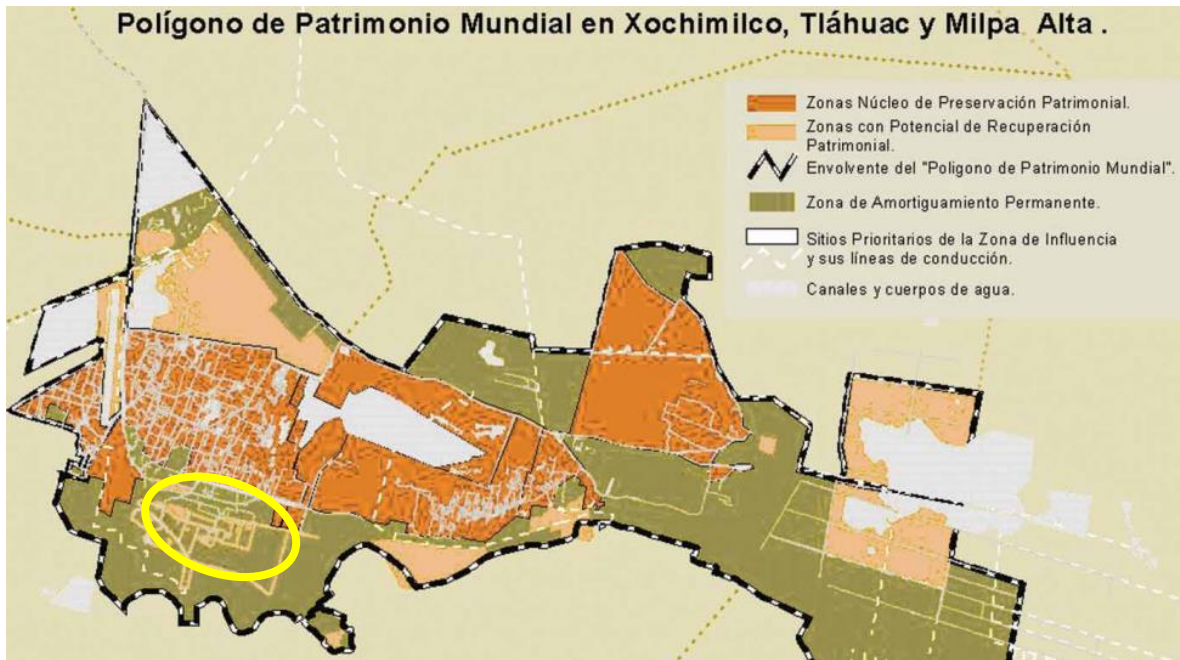 Polígono de Patrimonio Mundial en Xochimilco, Tláhuac y Milpa Alta .
Zonas Núcleo de Preservación Patrimonial.
Zonas con Potencial de Recuperación
Patrimonial.
Envolvente del "Poligono de Patrimonio Mundial".
Zona de Amortiguamiento Permanente.
Sitios Prioritarios de la Zona de Influencia
y sus líneas de conducción.
Canales y cuerpos de agua.